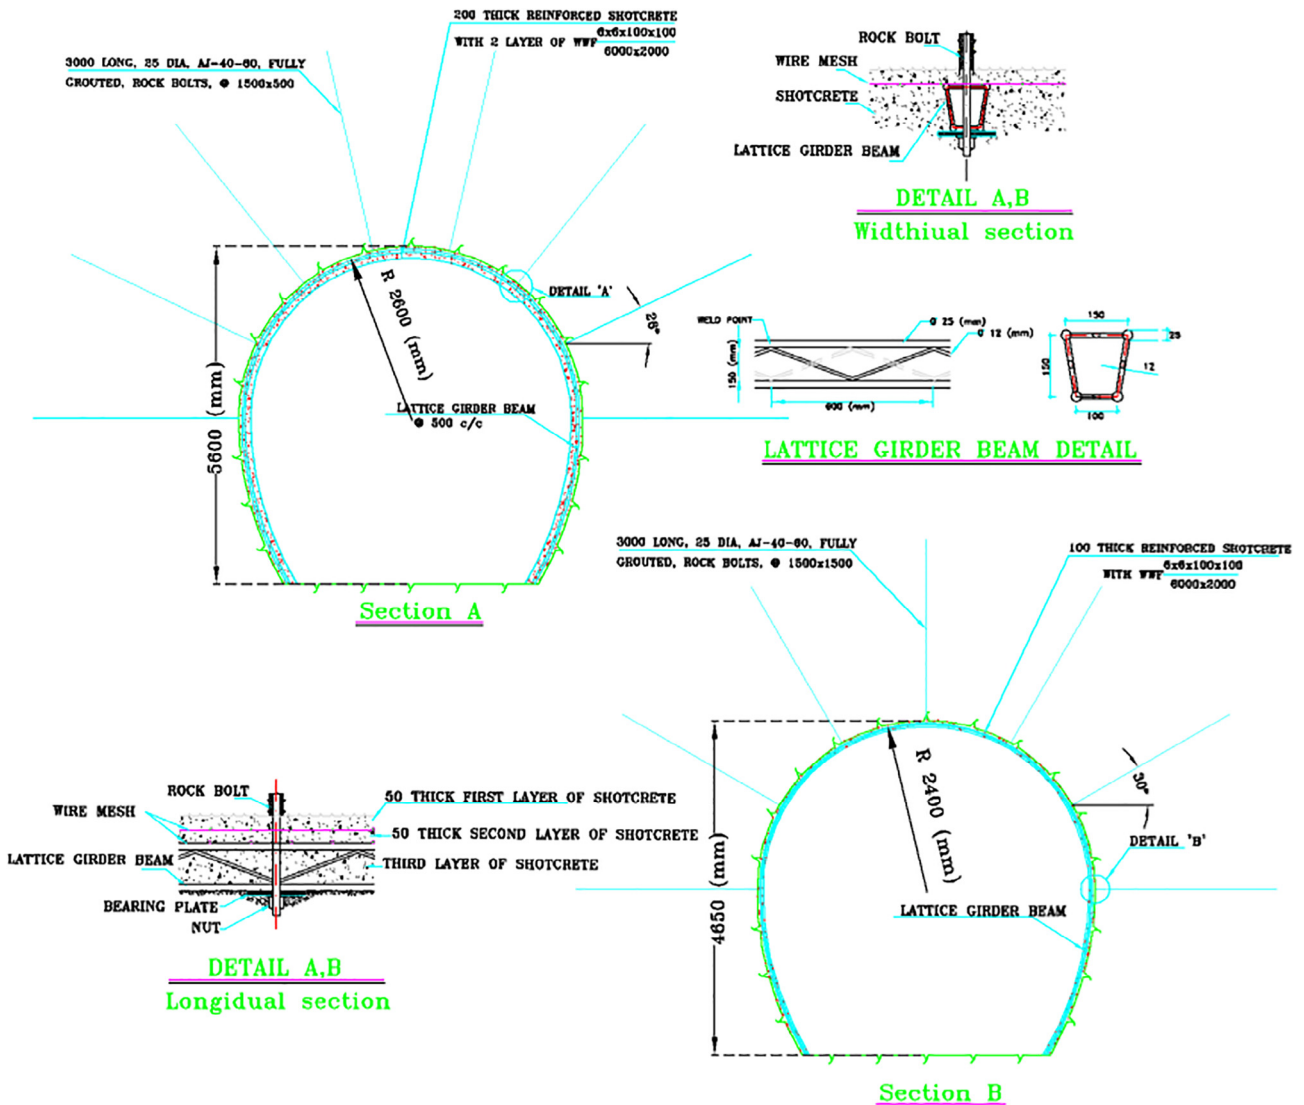 200 THICK REINFORCED SHOTCRETE
WITH 2 LAYER OF WWF 6x6x100x100
6000x2000
3000 LONG, 25 DIA, AJ-40-60, FULLY
GROUTED, ROCK BOLTS, @ 1500x500
R 2600 (mm)
DETAIL 'A'
26°
5600 (mm)
LATTICE GIRDER BEAM
@ 500 c/c
Section A
ROCK BOLT
WIRE MESH
SHOTCRETE
LATTICE GIRDER BEAM
DETAIL A,B
Widthiual section
WELD POINT
Ø 25 (mm)
Ø 12 (mm)
150 (mm)
600 (mm)
150
25
150
12
100
LATTICE GIRDER BEAM DETAIL
3000 LONG, 25 DIA, AJ-40-60, FULLY
GROUTED, ROCK BOLTS, @ 1500x1500
100 THICK REINFORCED SHOTCRETE
WITH WWF 6x6x100x100
6000x2000
30°
R 2400 (mm)
DETAIL 'B'
4650 (mm)
LATTICE GIRDER BEAM
Section B
ROCK BOLT
WIRE MESH
LATTICE GIRDER BEAM
BEARING PLATE
NUT
50 THICK FIRST LAYER OF SHOTCRETE
50 THICK SECOND LAYER OF SHOTCRETE
THIRD LAYER OF SHOTCRETE
DETAIL A,B
Longidual section